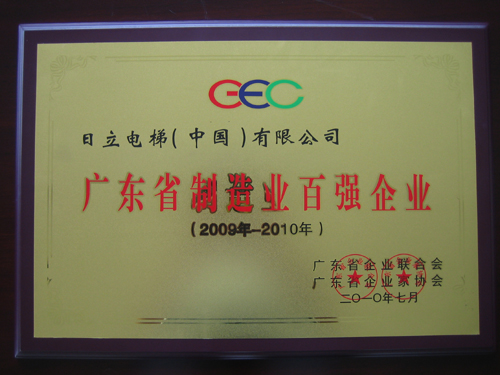 GEC
日立电梯(中国)有限公司
广东省制造业百强企业
(2009年-2010年)
广东省企业联合会
广东省企业家协会
二〇一〇年七月